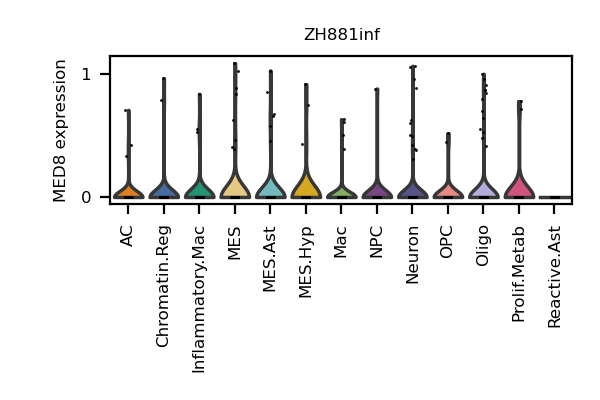 ZH881inf
MED8 expression
1
0
AC
Chromatin.Reg
Inflammatory.Mac
MES
MES.Ast
MES.Hyp
Mac
NPC
Neuron
OPC
Oligo
Prolif.Metab
Reactive.Ast